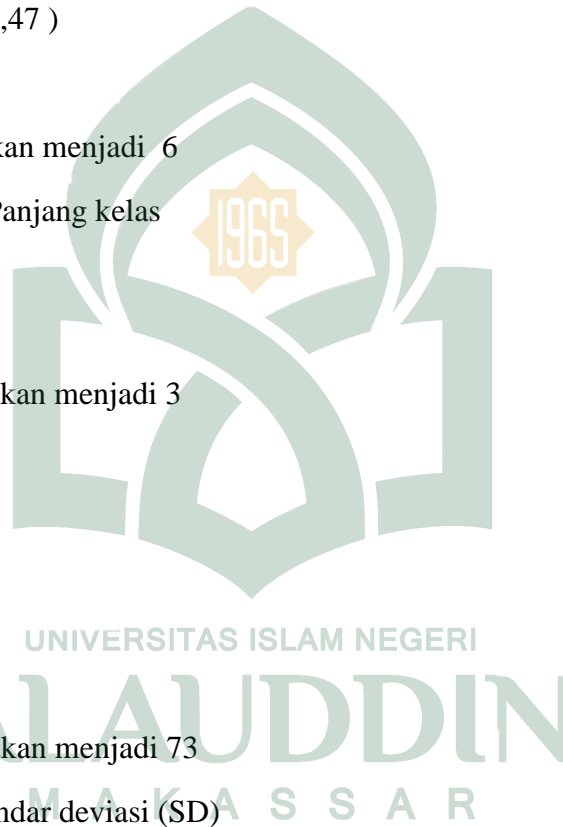 ,47 )
kan menjadi 6
Panjang kelas
1965
kan menjadi 3
UNIVERSITAS ISLAM NEGERI
ALAUDDIN
kan menjadi 73
ndar deviasi (SD)
MAKASSAR